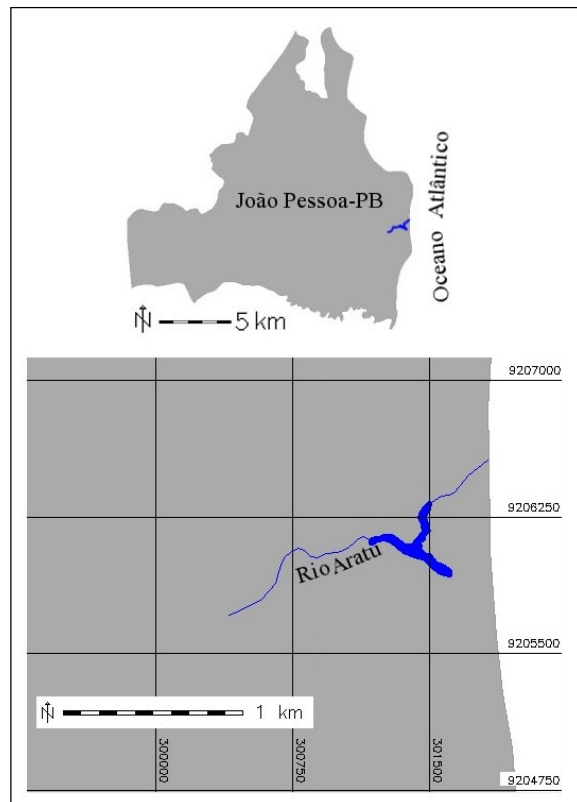 João Pessoa-PB
Oceano Atlântico
N
5 km
9207000
9206250
Rio Aratu
9205500
N
1 km
300000
300750
301500
9204750